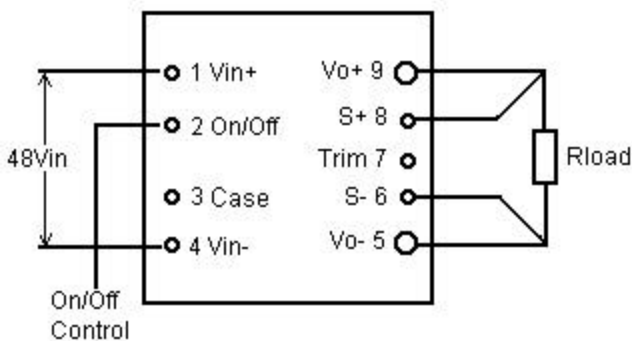 1 Vin+
Vo+ 9
2 On/Off
S+ 8
48Vin
Trim 7
Rload
3 Case
S- 6
4 Vin-
Vo- 5
On/Off
Control